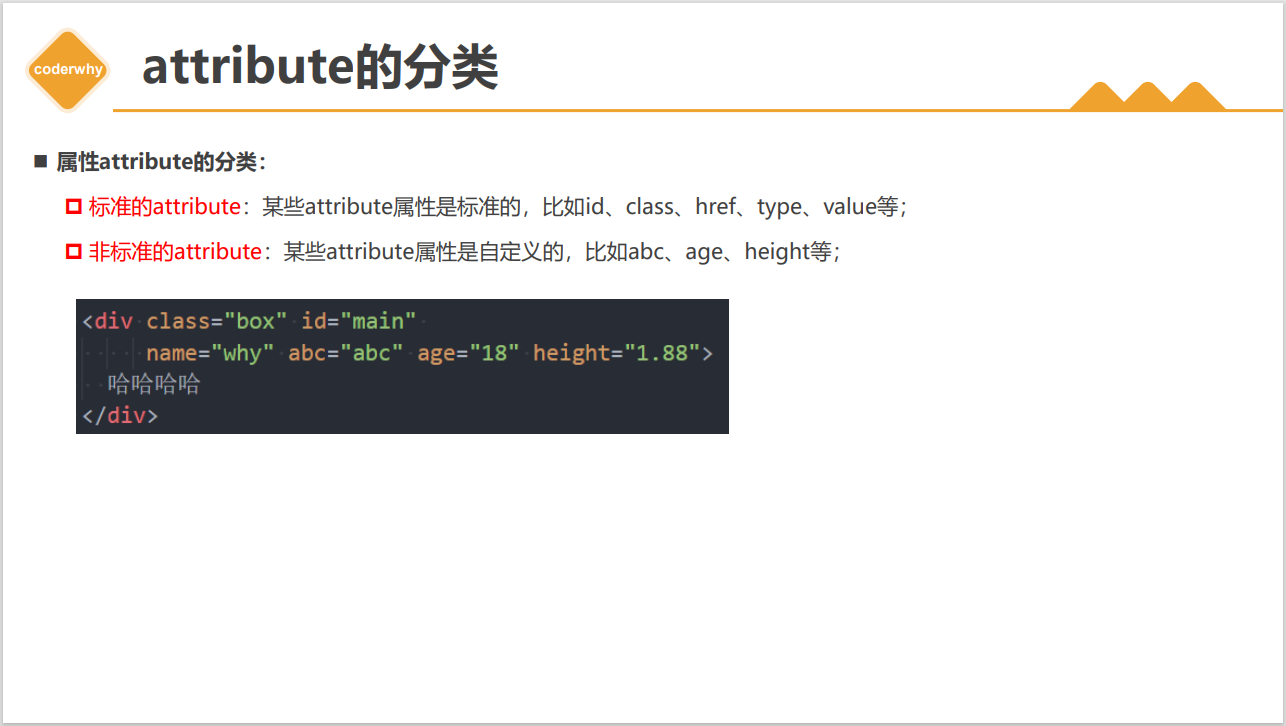 coderwhy
attribute的分类
属性attribute的分类：
标准的attribute：某些attribute属性是标准的，比如id、class、href、type、value等；
非标准的attribute：某些attribute属性是自定义的，比如abc、age、height等；
<div class="box" id="main"
name="why" abc="abc" age="18" height="1.88">
哈哈哈哈
</div>